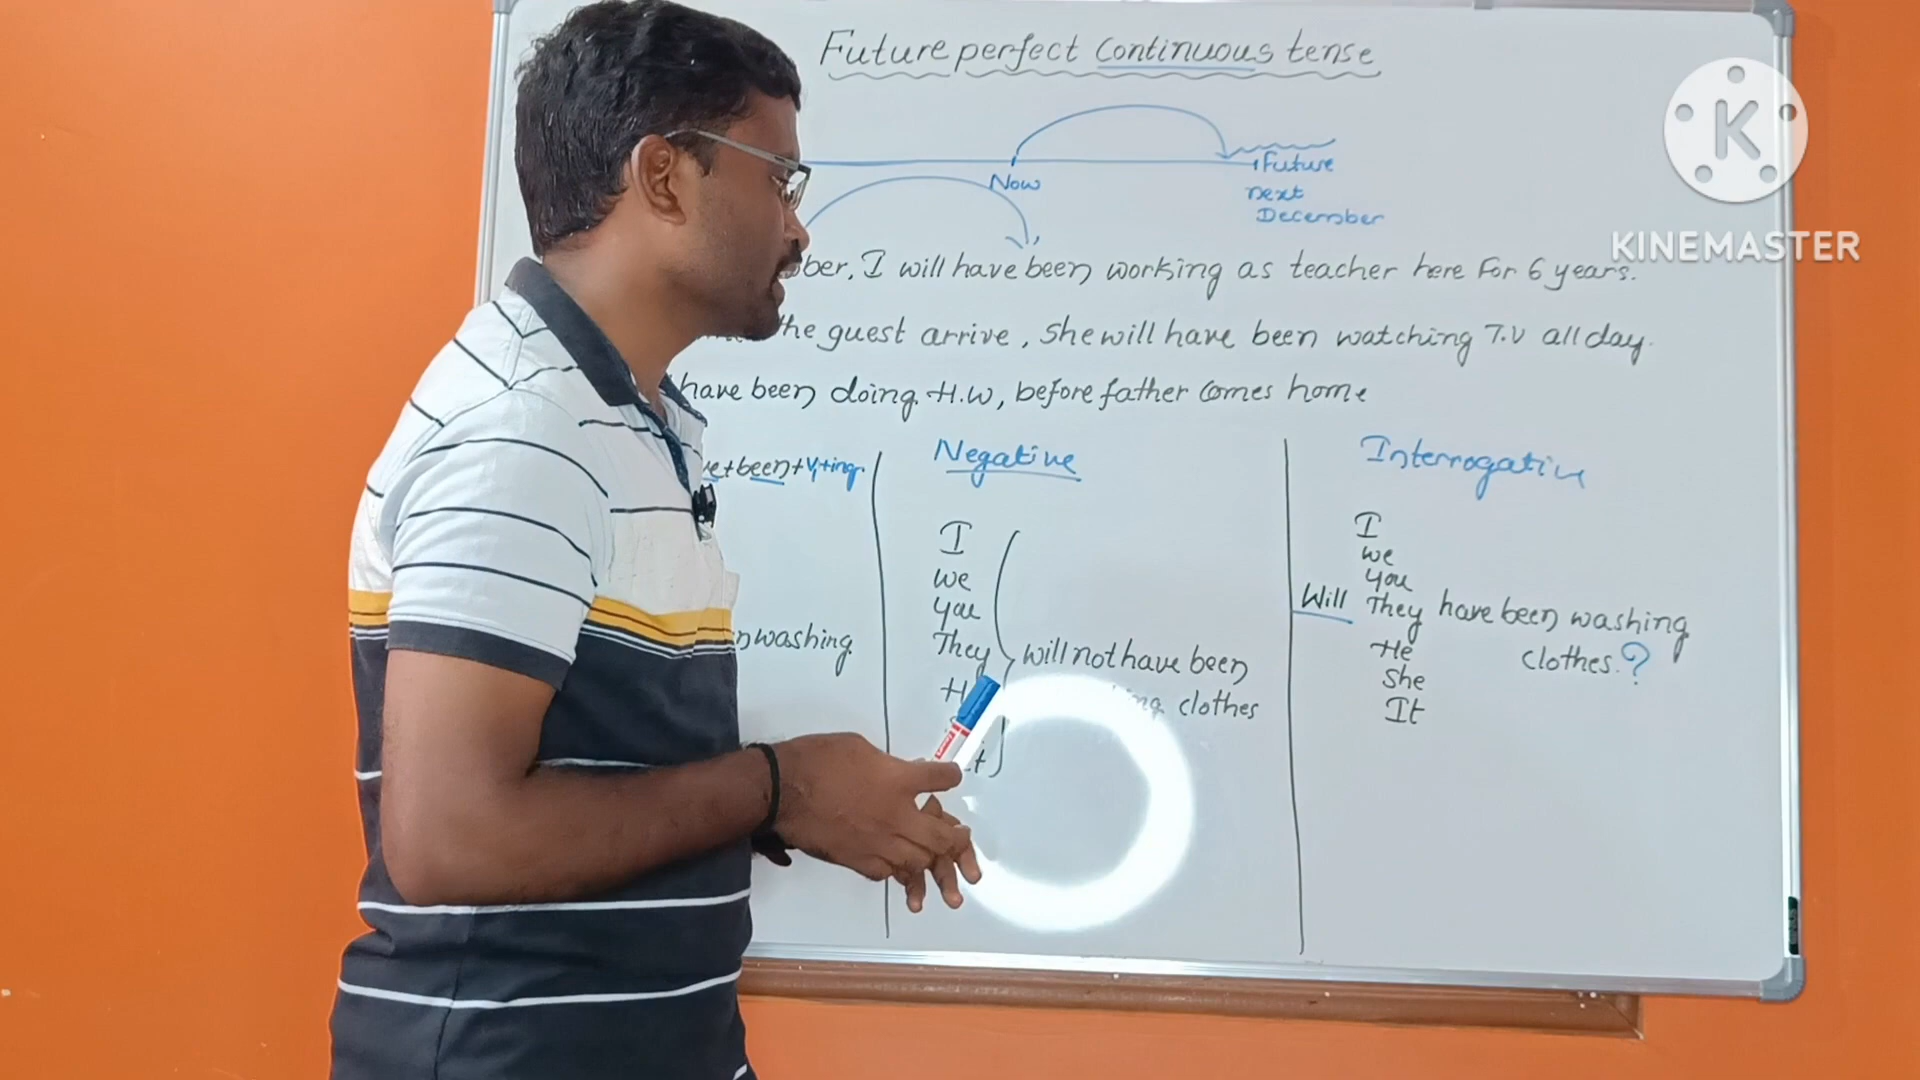 Future perfect Continuous tense
Now
Future
next
December
K
KINEMASTER
ber, I will have been working as teacher here For 6 years.
the guest arrive, she will have been watching T.V all day.
have been doing H.W, before father comes home
ve+been+V1+ing.
Negative
Interrogative
I
we
you
They
will not have been
clothes
washing
I
we
you
Will They have been washing
He
clothes.?
She
It